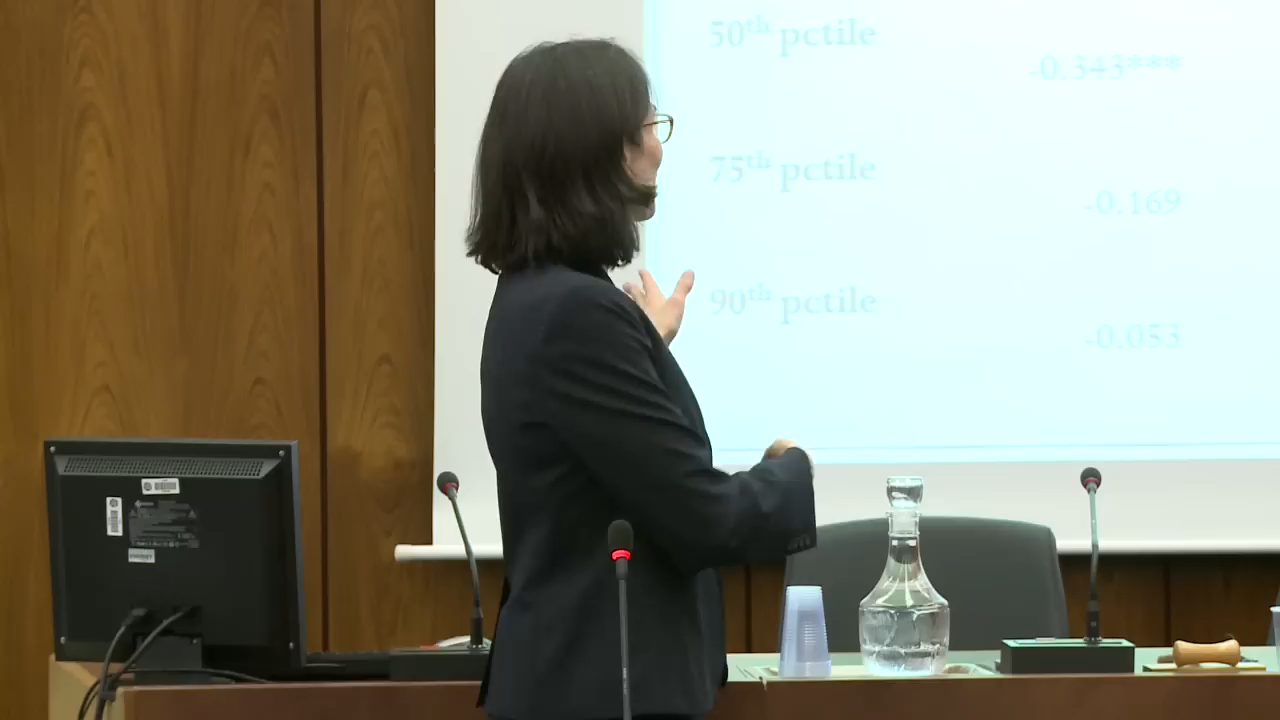 50th pctile
-0.343***
75th pctile
-0.169
90th pctile
-0.053